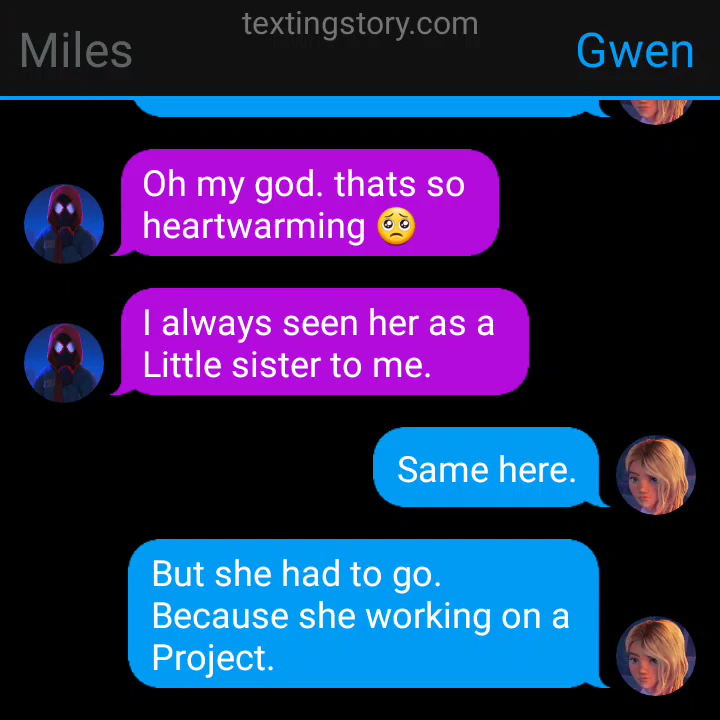 textingstory.com
Miles
Gwen
Oh my god. thats so
heartwarming 🥺
I always seen her as a
Little sister to me.
Same here.
But she had to go.
Because she working on a
Project.